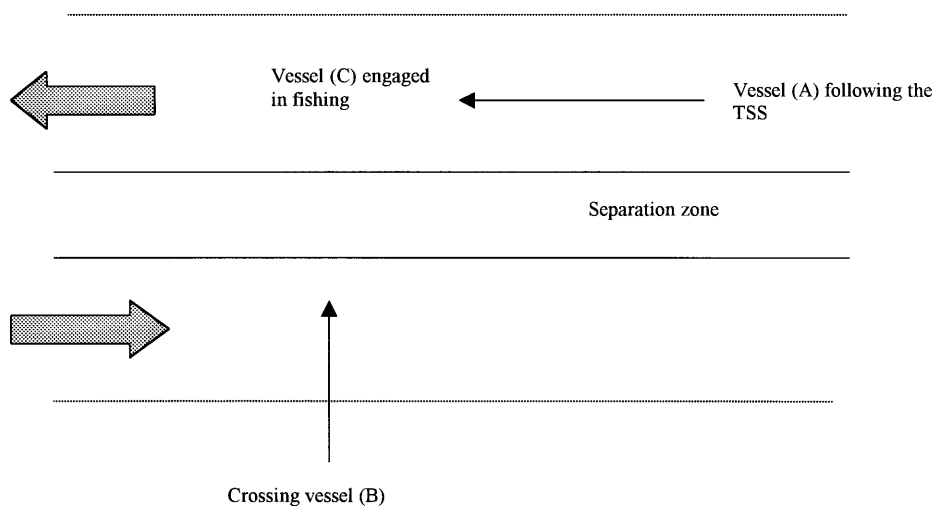 Vessel (C) engaged
in fishing
Vessel (A) following the
TSS
Separation zone
Crossing vessel (B)